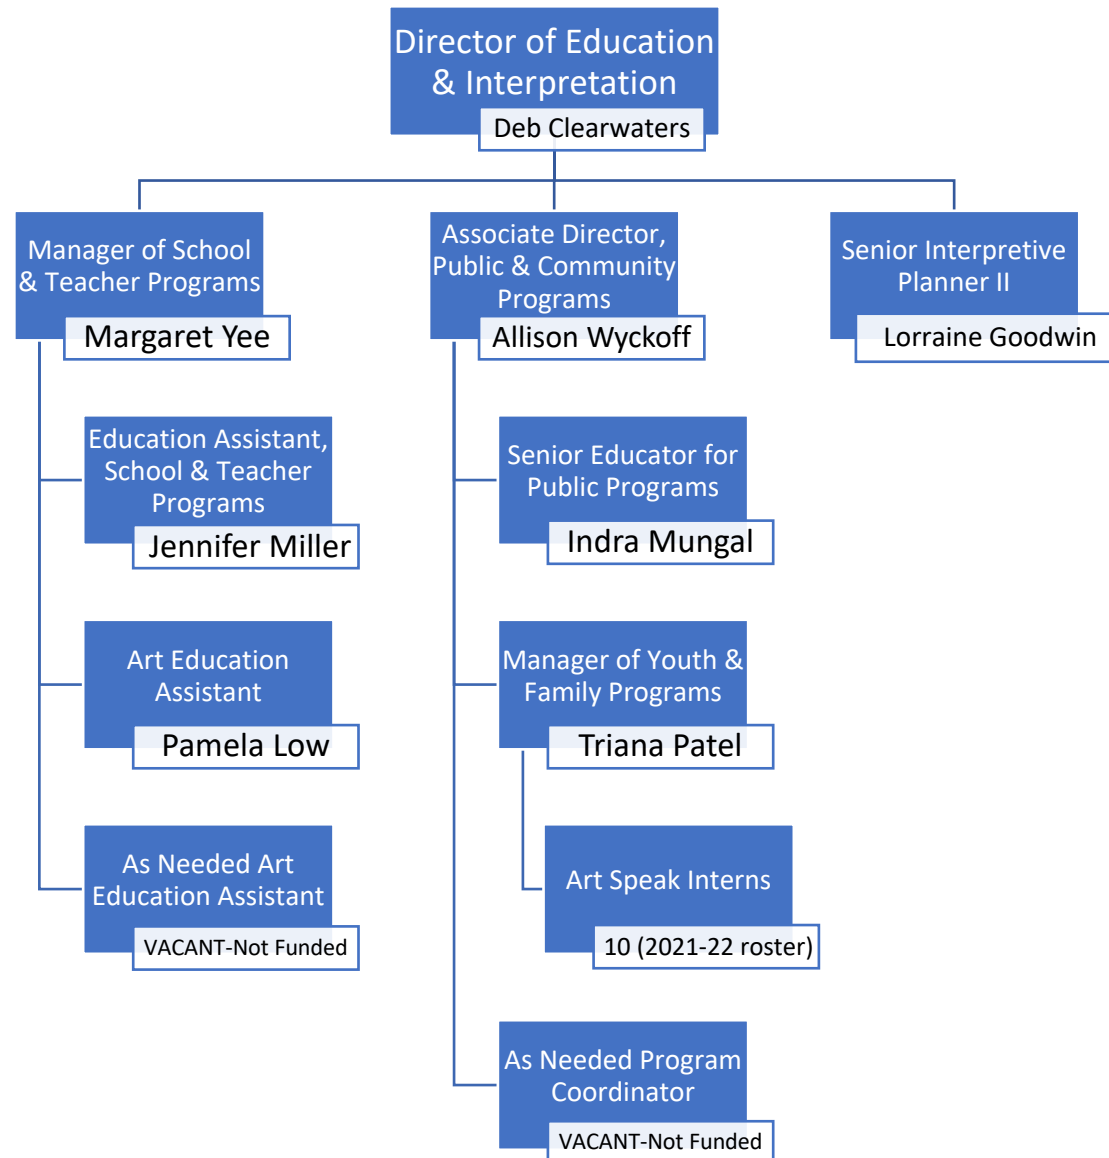 Director of Education
& Interpretation
Deb Clearwaters
Manager of School
& Teacher Programs
Margaret Yee
Associate Director,
Public & Community
Programs
Allison Wyckoff
Senior Interpretive
Planner II
Lorraine Goodwin
Education Assistant,
School & Teacher
Programs
Jennifer Miller
Senior Educator for
Public Programs
Indra Mungal
Art Education
Assistant
Pamela Low
Manager of Youth &
Family Programs
Triana Patel
As Needed Art
Education Assistant
VACANT-Not Funded
Art Speak Interns
10 (2021-22 roster)
As Needed Program
Coordinator
VACANT-Not Funded